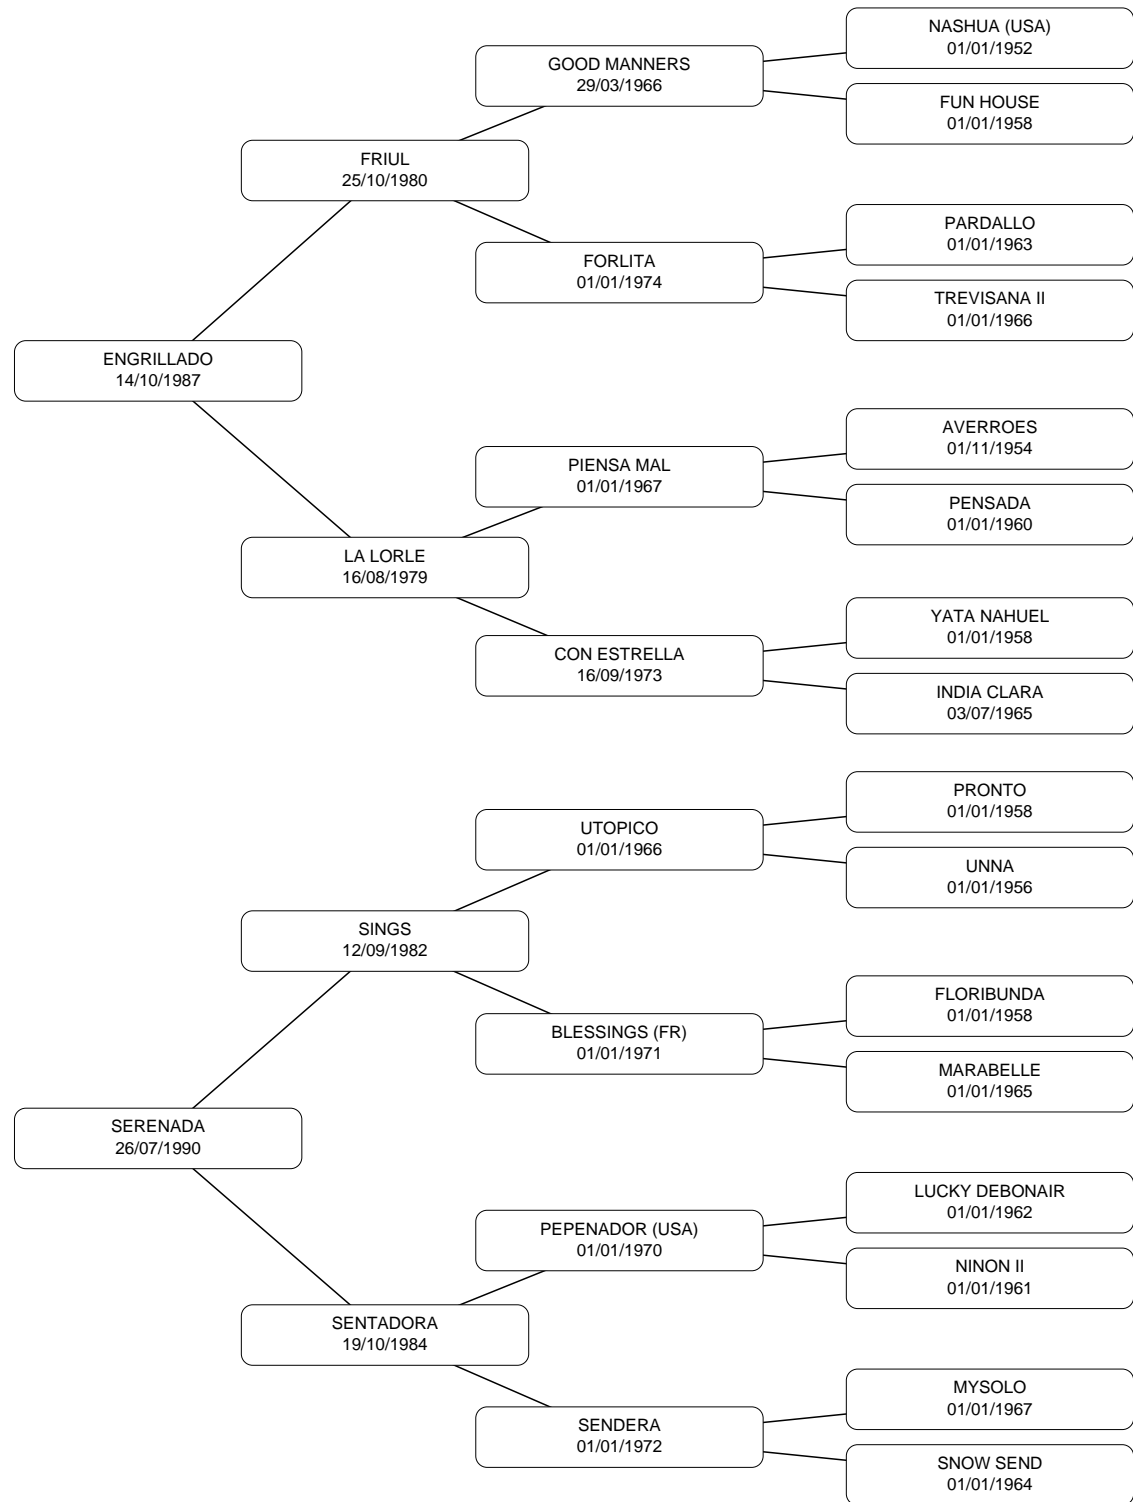 NASHUA (USA)
01/01/1952
GOOD MANNERS
29/03/1966
FUN HOUSE
01/01/1958
FRIUL
25/10/1980
PARDALLO
01/01/1963
FORLITA
01/01/1974
TREVISANA II
01/01/1966
ENGRILLADO
14/10/1987
AVERROES
01/11/1954
PIENSA MAL
01/01/1967
PENSADA
01/01/1960
LA LORLE
16/08/1979
YATA NAHUEL
01/01/1958
CON ESTRELLA
16/09/1973
INDIA CLARA
03/07/1965
PRONTO
01/01/1958
UTOPICO
01/01/1966
UNNA
01/01/1956
SINGS
12/09/1982
FLORIBUNDA
01/01/1958
BLESSINGS (FR)
01/01/1971
MARABELLE
01/01/1965
SERENADA
26/07/1990
LUCKY DEBONAIR
01/01/1962
PEPENADOR (USA)
01/01/1970
NINON II
01/01/1961
SENTADORA
19/10/1984
MYSOLO
01/01/1967
SENDERA
01/01/1972
SNOW SEND
01/01/1964